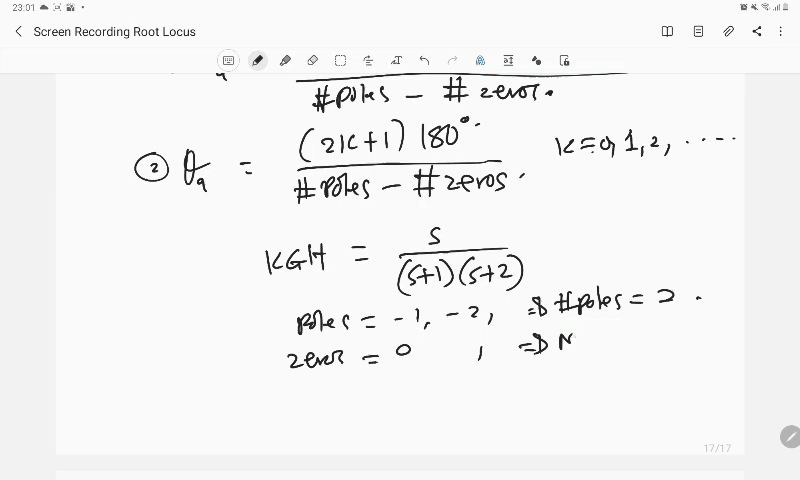 23:01
Screen Recording Root Locus
#poles - # zeros.
② θa = (2k+1) 180° / #poles - #zeros. k=0,1,2, .....
KGH = s / (s+1)(s+2)
poles = -1, -2, => #poles = 2 .
zeros = 0 , => N
17/17